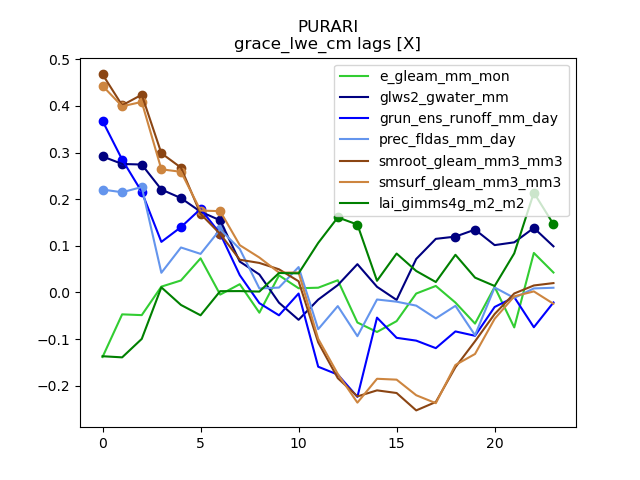 PURARI
grace_lwe_cm lags [X]
0.5
0.4
0.3
0.2
0.1
0.0
−0.1
−0.2
e_gleam_mm_mon
glws2_gwater_mm
grun_ens_runoff_mm_day
prec_fldas_mm_day
smroot_gleam_mm3_mm3
smsurf_gleam_mm3_mm3
lai_gimms4g_m2_m2
0 5 10 15 20